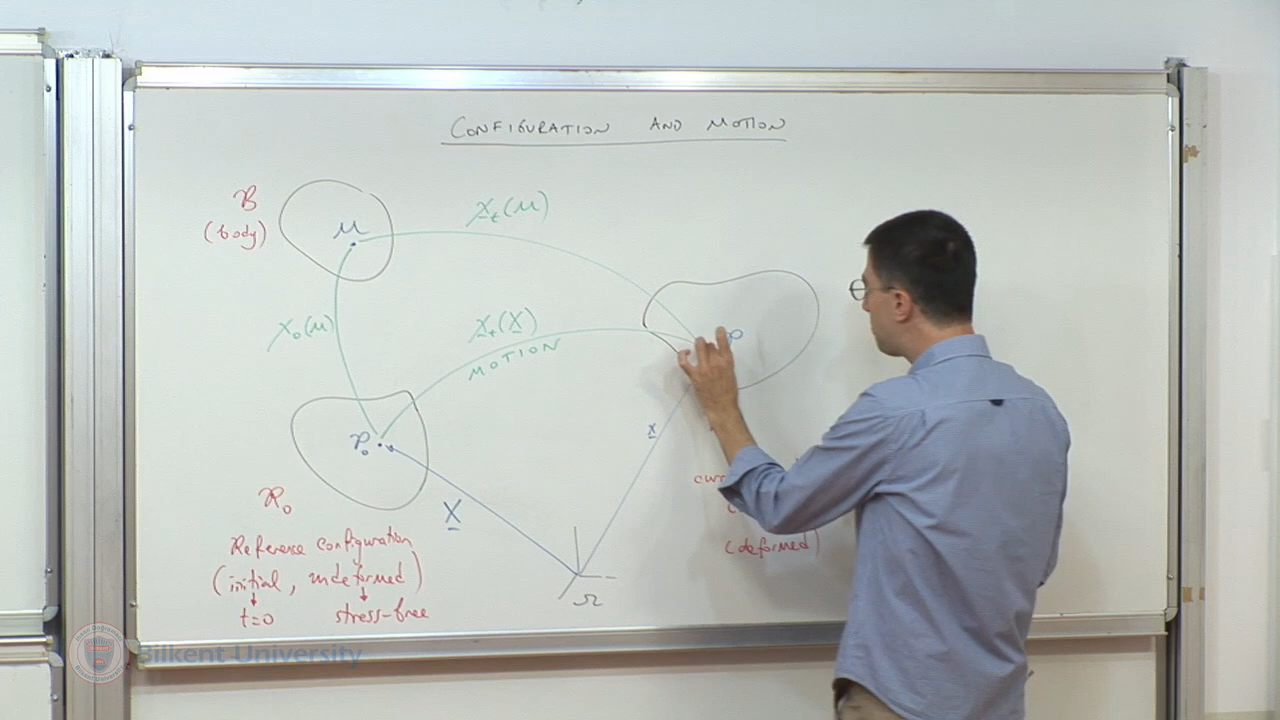 CONFIGURATION AND MOTION
B
(body)
M
χₜ(M)
χ₀(M)
χₜ(X)
MOTION
P
P₀
x
X
R₀
Reference configuration
(initial, undeformed)
t=0 stress-free
curr
(deformed)
Ω
Bilkent University